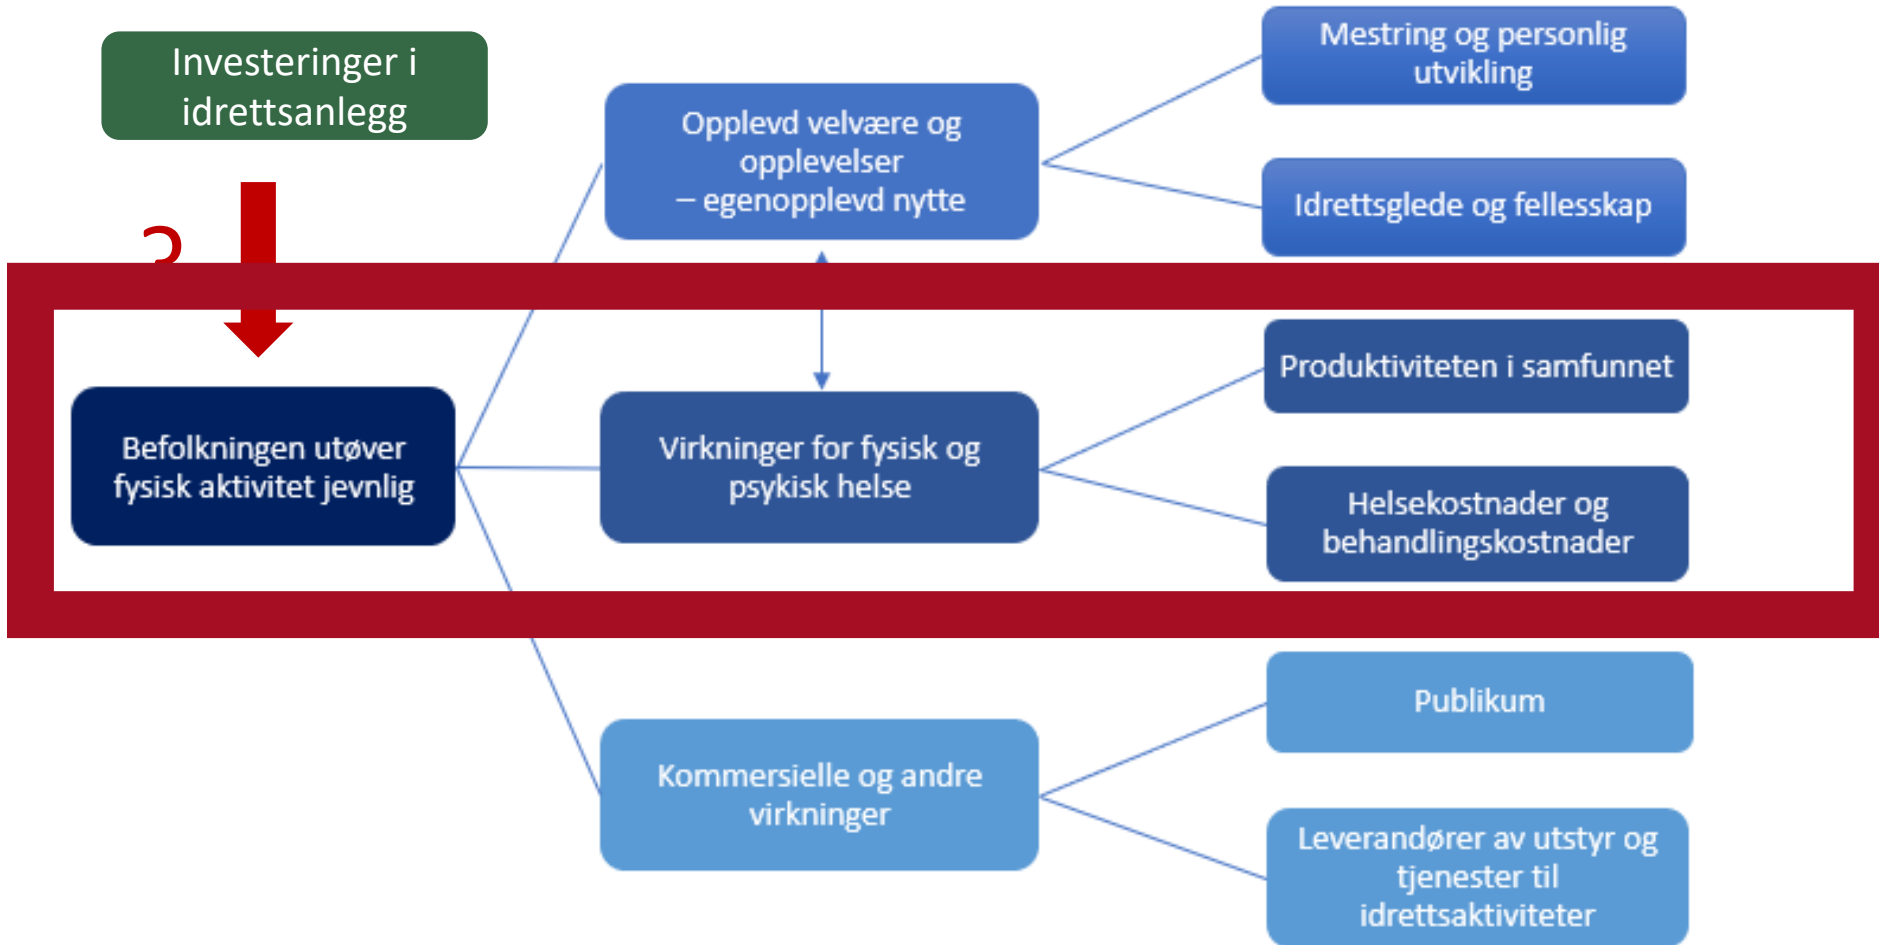 Investeringer i
idrettsanlegg
?
Befolkningen utøver
fysisk aktivitet jevnlig
Opplevd velvære og
opplevelser
– egenopplevd nytte
Mestring og personlig
utvikling
Idrettsglede og fellesskap
Virkninger for fysisk og
psykisk helse
Produktiviteten i samfunnet
Helsekostnader og
behandlingskostnader
Kommersielle og andre
virkninger
Publikum
Leverandører av utstyr og
tjenester til
idrettsaktiviteter